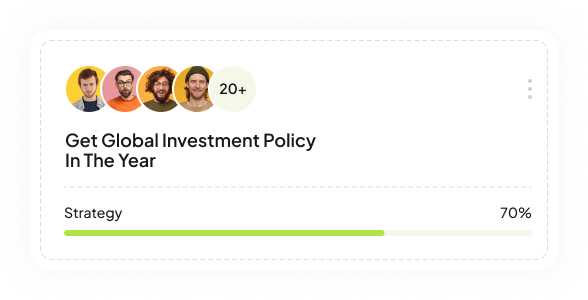 20+
Get Global Investment Policy
In The Year
Strategy 70%